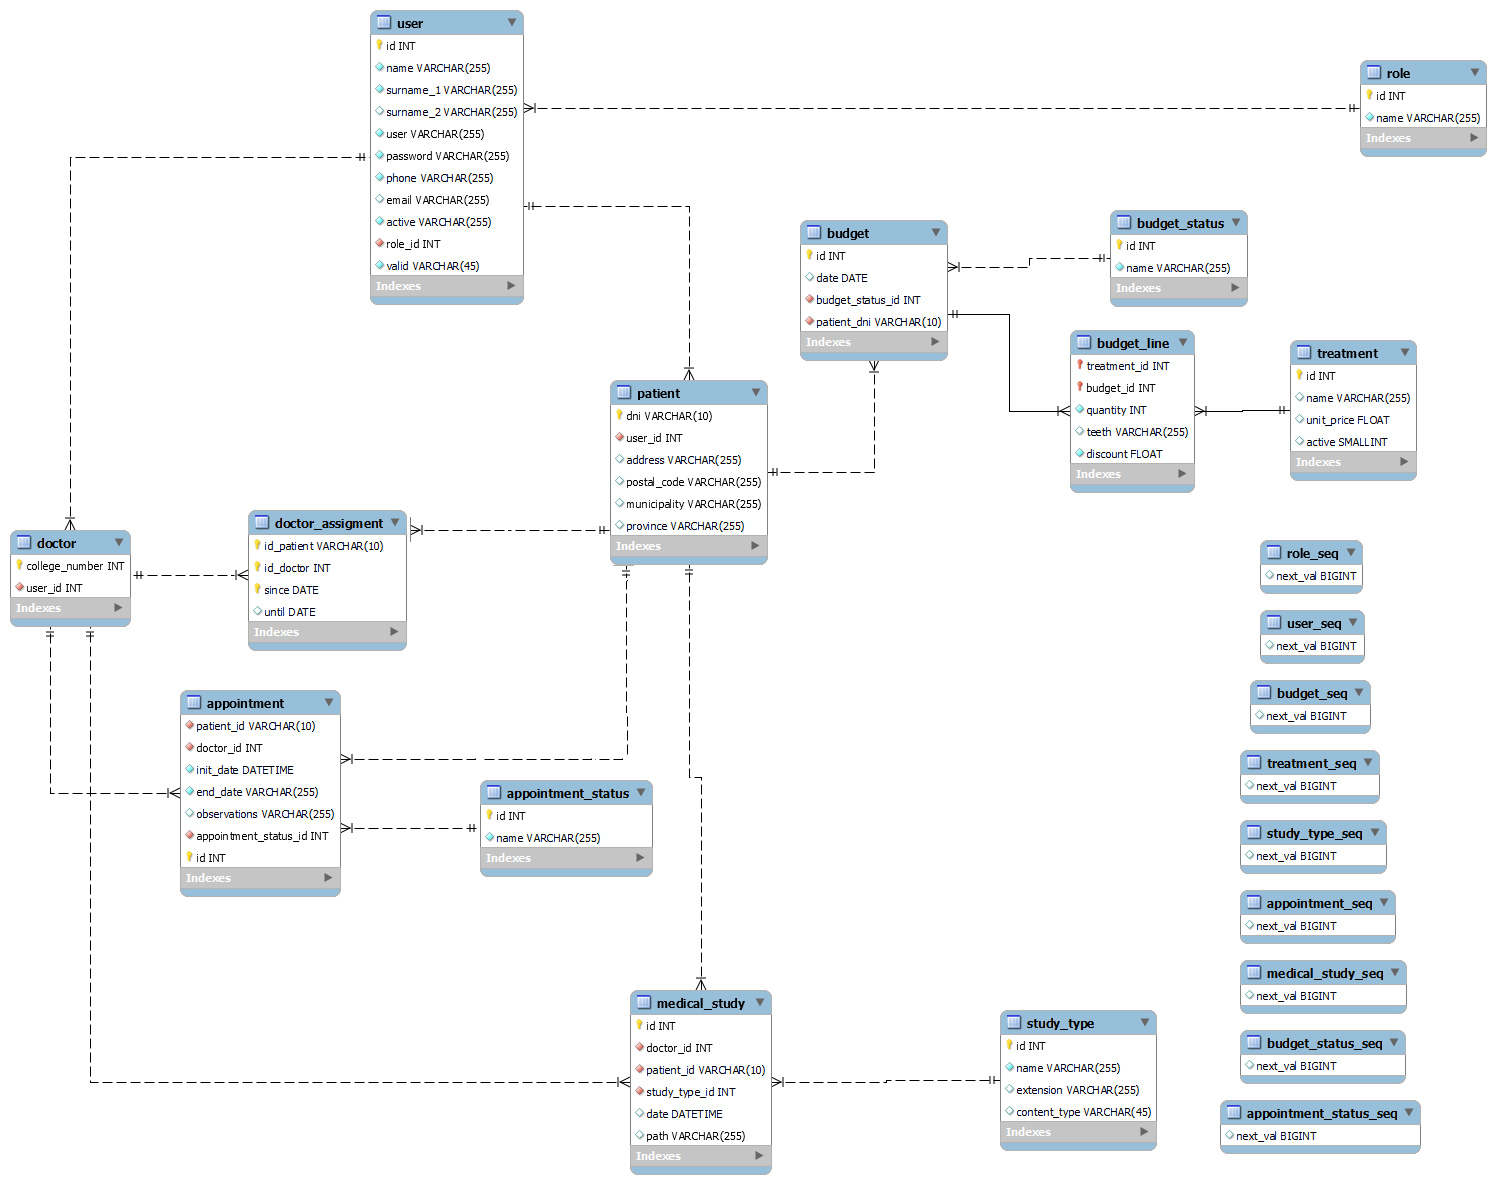 user
id INT
name VARCHAR(255)
surname_1 VARCHAR(255)
surname_2 VARCHAR(255)
user VARCHAR(255)
password VARCHAR(255)
phone VARCHAR(255)
email VARCHAR(255)
active VARCHAR(255)
role_id INT
valid VARCHAR(45)
Indexes
role
id INT
name VARCHAR(255)
Indexes
budget
id INT
date DATE
budget_status_id INT
patient_dni VARCHAR(10)
Indexes
budget_status
id INT
name VARCHAR(255)
Indexes
budget_line
treatment_id INT
budget_id INT
quantity INT
teeth VARCHAR(255)
discount FLOAT
Indexes
treatment
id INT
name VARCHAR(255)
unit_price FLOAT
active SMALLINT
Indexes
patient
dni VARCHAR(10)
user_id INT
address VARCHAR(255)
postal_code VARCHAR(255)
municipality VARCHAR(255)
province VARCHAR(255)
Indexes
doctor
college_number INT
user_id INT
Indexes
doctor_assigment
id_patient VARCHAR(10)
id_doctor INT
since DATE
until DATE
Indexes
appointment
patient_id VARCHAR(10)
doctor_id INT
init_date DATETIME
end_date VARCHAR(255)
observations VARCHAR(255)
appointment_status_id INT
id INT
Indexes
appointment_status
id INT
name VARCHAR(255)
Indexes
medical_study
id INT
doctor_id INT
patient_id VARCHAR(10)
study_type_id INT
date DATETIME
path VARCHAR(255)
Indexes
study_type
id INT
name VARCHAR(255)
extension VARCHAR(255)
content_type VARCHAR(45)
Indexes
role_seq
next_val BIGINT
user_seq
next_val BIGINT
budget_seq
next_val BIGINT
treatment_seq
next_val BIGINT
study_type_seq
next_val BIGINT
appointment_seq
next_val BIGINT
medical_study_seq
next_val BIGINT
budget_status_seq
next_val BIGINT
appointment_status_seq
next_val BIGINT